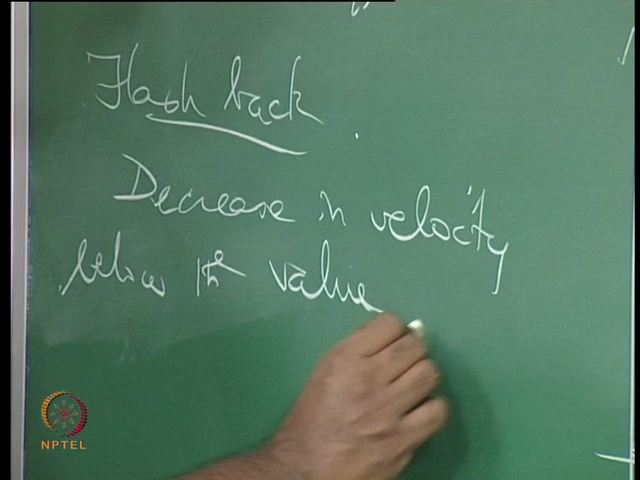 Flash back
Decrease in velocity
below the value
NPTEL